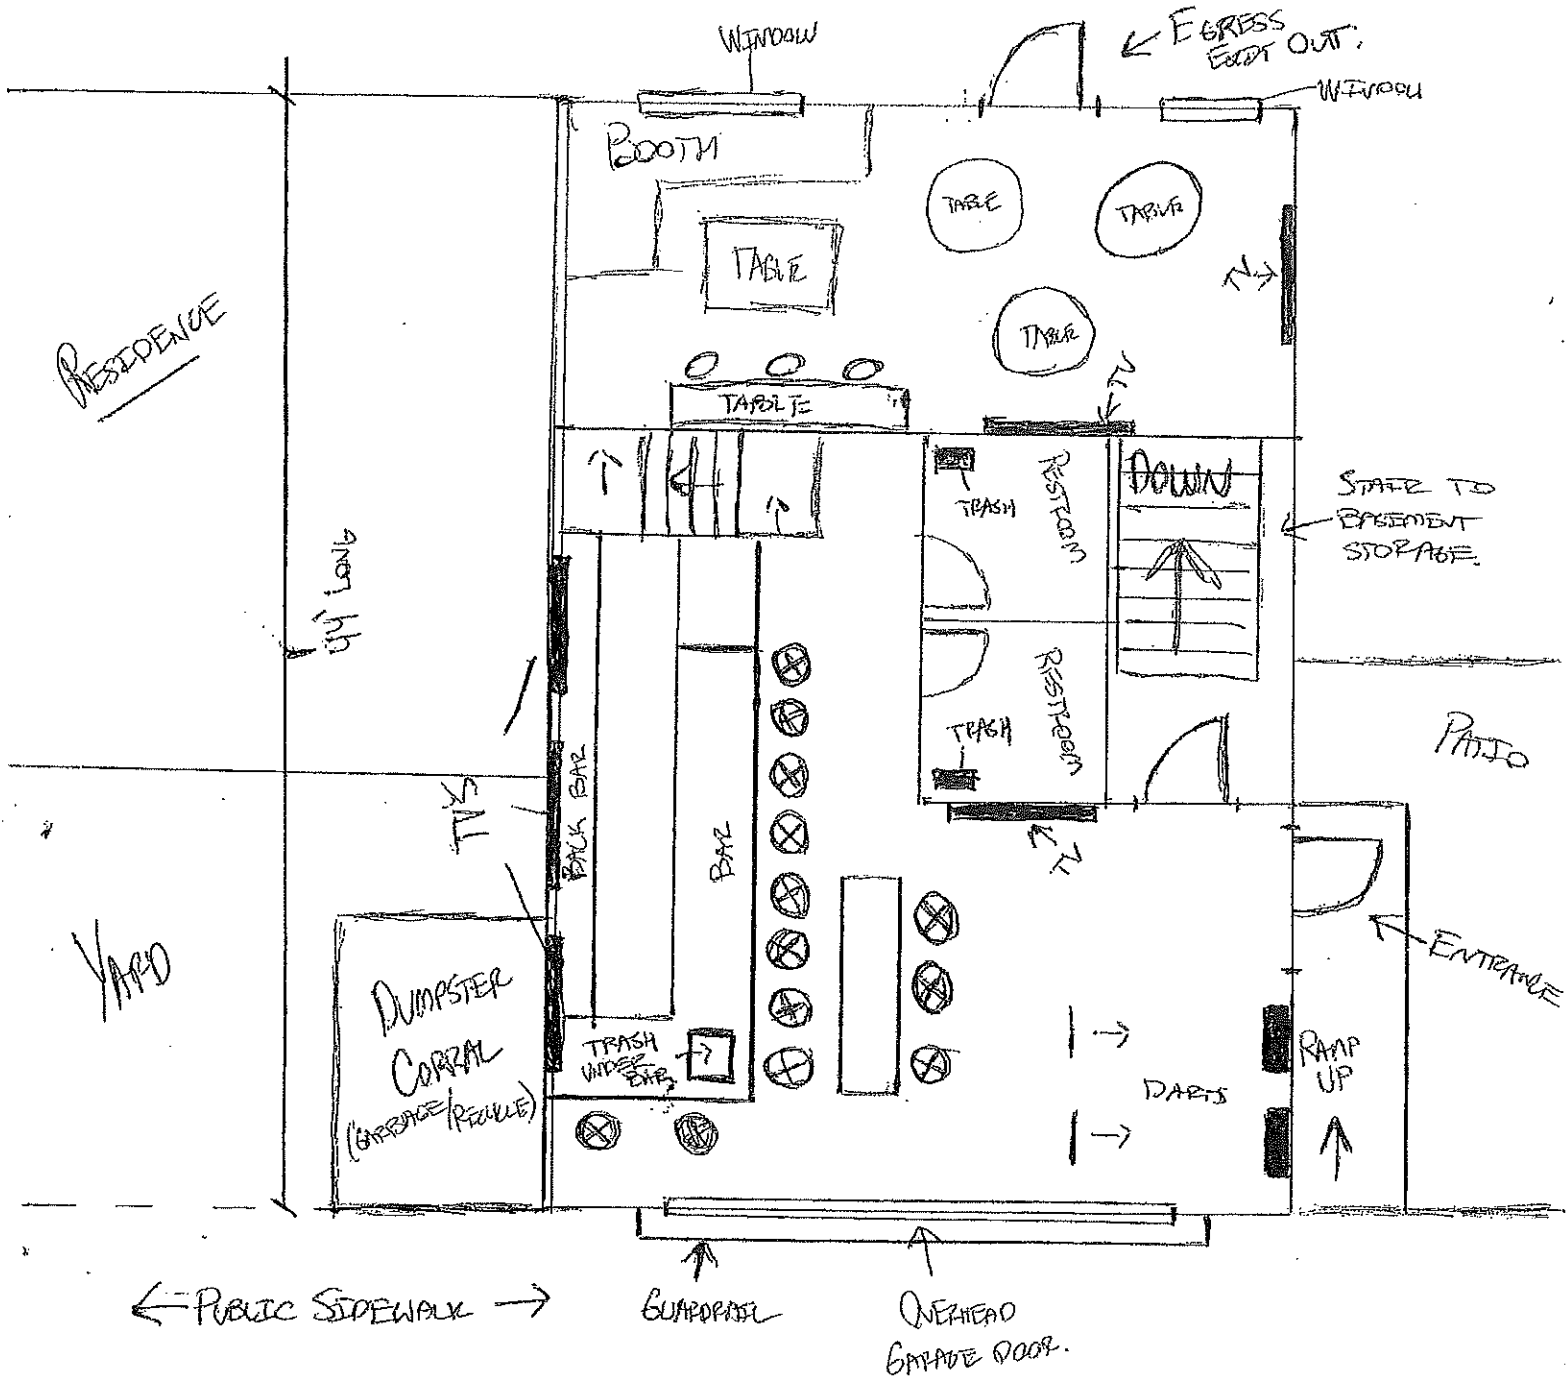 WINDOW
EGRESS
EXIT OUT.
WINDOW
BOOTH
TABLE
TABLE
TABLE
TABLE
TV
TV
TABLE
RESIDENCE
44' LONG
TRASH
RESTROOM
DOWN
STAIR TO
BASEMENT
STORAGE.
TRASH
RESTROOM
PATIO
TV'S
BACK BAR
BAR
TV
YARD
ENTRANCE
DUMPSTER
CORRAL
(GARBAGE/RECYCLE)
TRASH
UNDER
BAR
DARTS
RAMP
UP
PUBLIC SIDEWALK
GUARDRAIL
OVERHEAD
GARAGE DOOR.